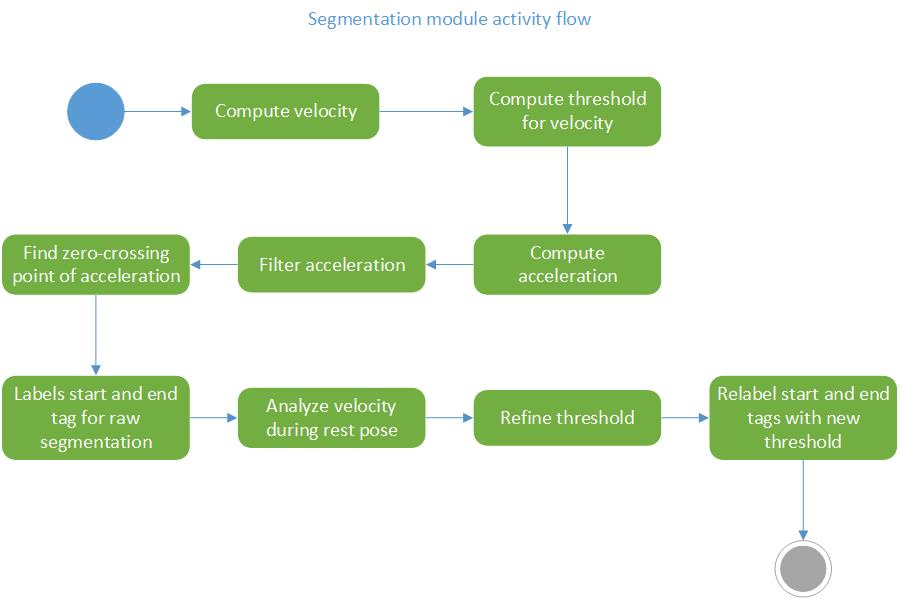 Segmentation module activity flow
Compute velocity
Compute threshold
for velocity
Compute
acceleration
Filter acceleration
Find zero-crossing
point of acceleration
Labels start and end
tag for raw
segmentation
Analyze velocity
during rest pose
Refine threshold
Relabel start and end
tags with new
threshold